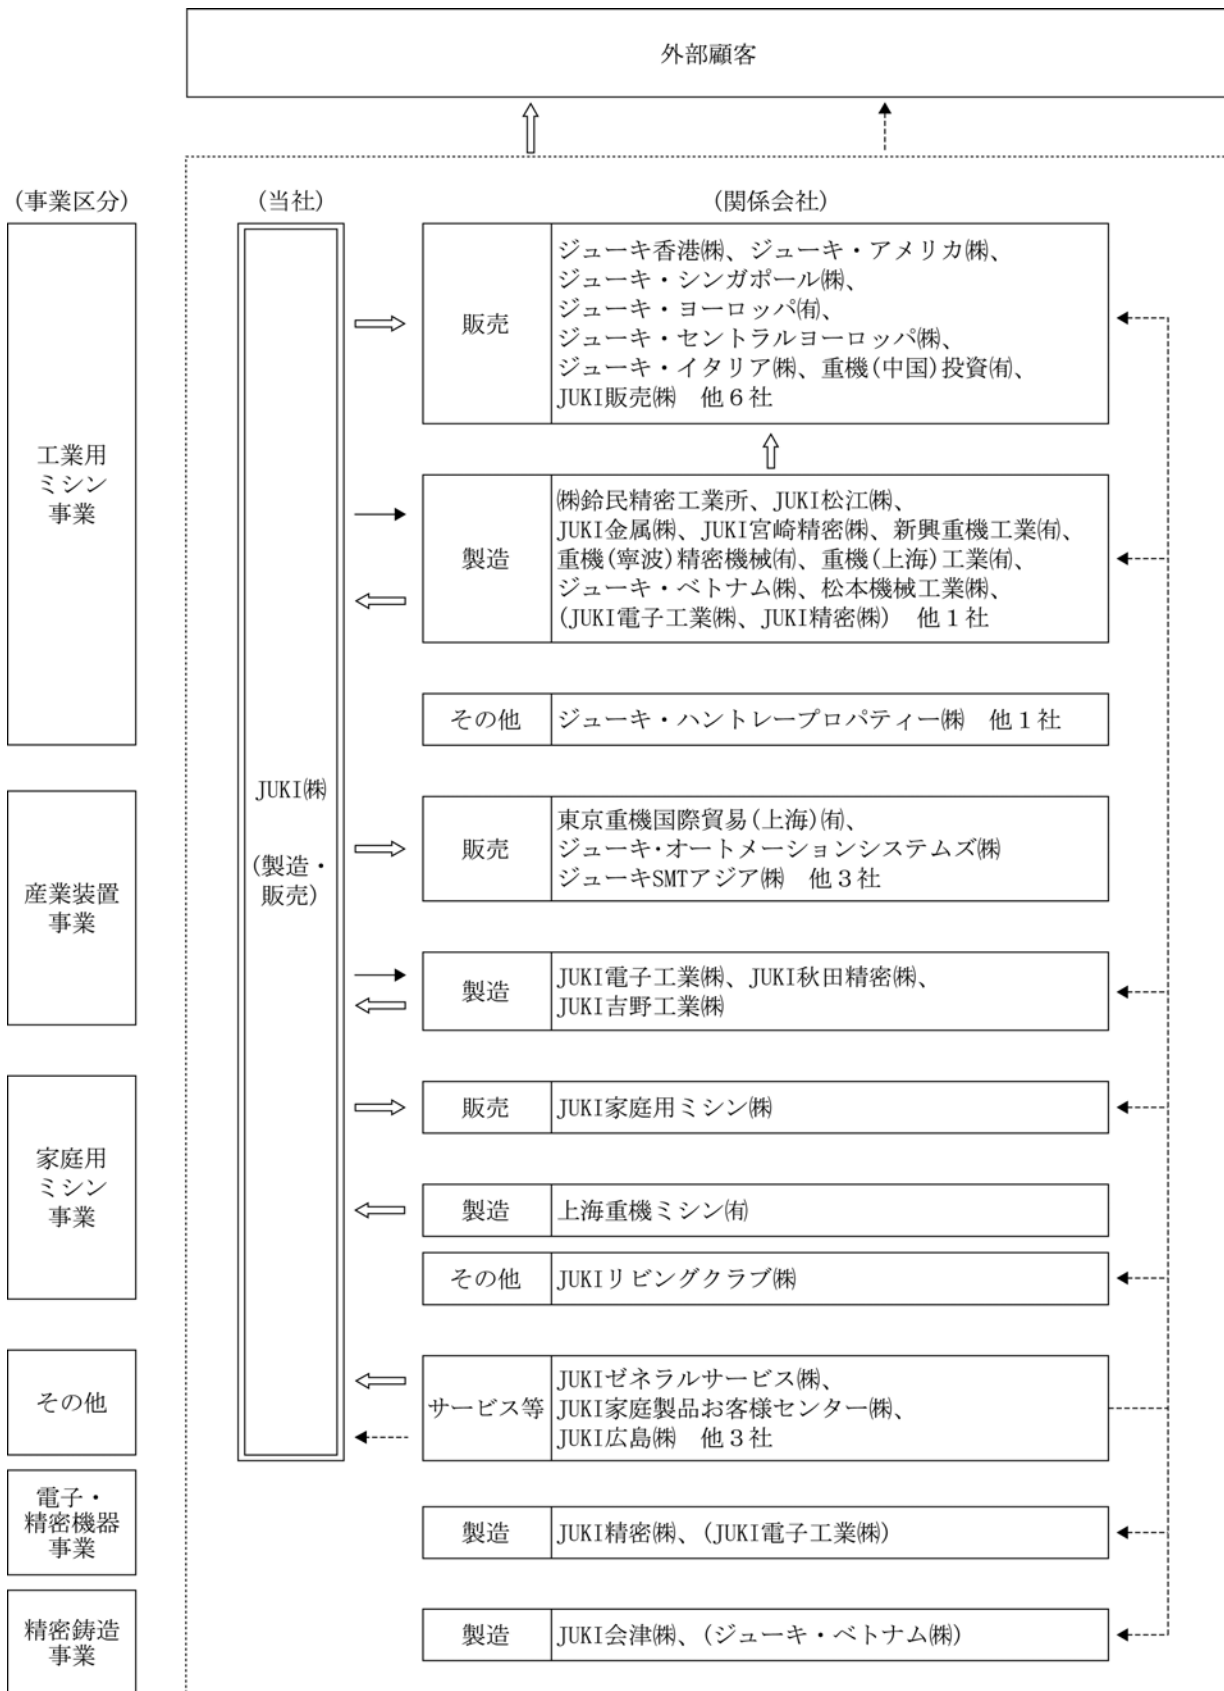 外部顧客
(事業区分)
(当社)
(関係会社)
工業用
ミシン
事業
JUKI㈱
(製造・
販売)
販売
ジューキ香港㈱、ジューキ・アメリカ㈱、
ジューキ・シンガポール㈱、
ジューキ・ヨーロッパ㈲、
ジューキ・セントラルヨーロッパ㈱、
ジューキ・イタリア㈱、重機(中国)投資㈲、
JUKI販売㈱　他６社
製造
㈱鈴民精密工業所、JUKI松江㈱、
JUKI金属㈱、JUKI宮崎精密㈱、新興重機工業㈲、
重機(寧波)精密機械㈲、重機(上海)工業㈲、
ジューキ・ベトナム㈱、松本機械工業㈱、
(JUKI電子工業㈱、JUKI精密㈱)　他１社
その他
ジューキ・ハントレープロパティー㈱　他１社
産業装置
事業
販売
東京重機国際貿易(上海)㈲、
ジューキ･オートメーションシステムズ㈱
ジューキSMTアジア㈱　他３社
製造
JUKI電子工業㈱、JUKI秋田精密㈱、
JUKI吉野工業㈱
家庭用
ミシン
事業
販売
JUKI家庭用ミシン㈱
製造
上海重機ミシン㈲
その他
JUKIリビングクラブ㈱
その他
サービス等
JUKIゼネラルサービス㈱、
JUKI家庭製品お客様センター㈱、
JUKI広島㈱　他３社
電子・
精密機器
事業
製造
JUKI精密㈱、(JUKI電子工業㈱)
精密鋳造
事業
製造
JUKI会津㈱、(ジューキ・ベトナム㈱)